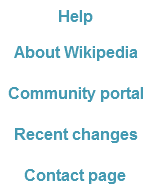 Help
About Wikipedia
Community portal
Recent changes
Contact page